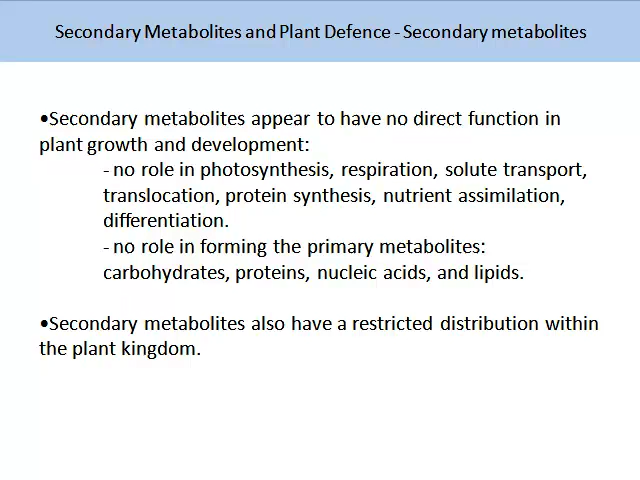 Secondary Metabolites and Plant Defence - Secondary metabolites
•Secondary metabolites appear to have no direct function in
plant growth and development:
- no role in photosynthesis, respiration, solute transport,
translocation, protein synthesis, nutrient assimilation,
differentiation.
- no role in forming the primary metabolites:
carbohydrates, proteins, nucleic acids, and lipids.
•Secondary metabolites also have a restricted distribution within
the plant kingdom.